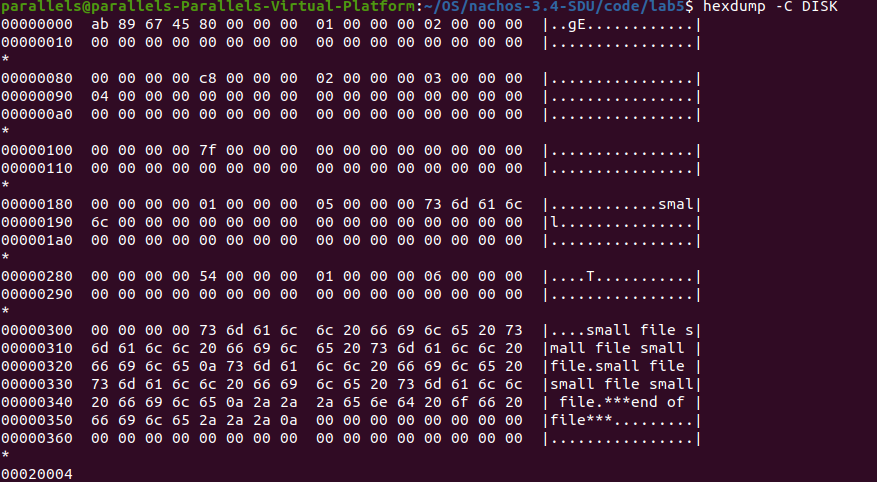 parallels@parallels-Parallels-Virtual-Platform:~/OS/nachos-3.4-SDU/code/lab5$ hexdump -C DISK
00000000  ab 89 67 45 80 00 00 00  01 00 00 00 02 00 00 00  |..gE............|
00000010  00 00 00 00 00 00 00 00  00 00 00 00 00 00 00 00  |................|
*
00000080  00 00 00 00 c8 00 00 00  02 00 00 00 03 00 00 00  |................|
00000090  04 00 00 00 00 00 00 00  00 00 00 00 00 00 00 00  |................|
000000a0  00 00 00 00 00 00 00 00  00 00 00 00 00 00 00 00  |................|
*
00000100  00 00 00 00 7f 00 00 00  00 00 00 00 00 00 00 00  |................|
00000110  00 00 00 00 00 00 00 00  00 00 00 00 00 00 00 00  |................|
*
00000180  00 00 00 00 01 00 00 00  05 00 00 00 73 6d 61 6c  |............smal|
00000190  6c 00 00 00 00 00 00 00  00 00 00 00 00 00 00 00  |l...............|
000001a0  00 00 00 00 00 00 00 00  00 00 00 00 00 00 00 00  |................|
*
00000280  00 00 00 00 54 00 00 00  01 00 00 00 06 00 00 00  |....T...........|
00000290  00 00 00 00 00 00 00 00  00 00 00 00 00 00 00 00  |................|
*
00000300  00 00 00 00 73 6d 61 6c  6c 20 66 69 6c 65 20 73  |....small file s|
00000310  6d 61 6c 6c 20 66 69 6c  65 20 73 6d 61 6c 6c 20  |mall file small |
00000320  66 69 6c 65 0a 73 6d 61  6c 6c 20 66 69 6c 65 20  |file.small file |
00000330  73 6d 61 6c 6c 20 66 69  6c 65 20 73 6d 61 6c 6c  |small file small|
00000340  20 66 69 6c 65 0a 2a 2a  2a 65 6e 64 20 6f 66 20  | file.***end of |
00000350  66 69 6c 65 2a 2a 2a 0a  00 00 00 00 00 00 00 00  |file***.........|
00000360  00 00 00 00 00 00 00 00  00 00 00 00 00 00 00 00  |................|
*
00020004